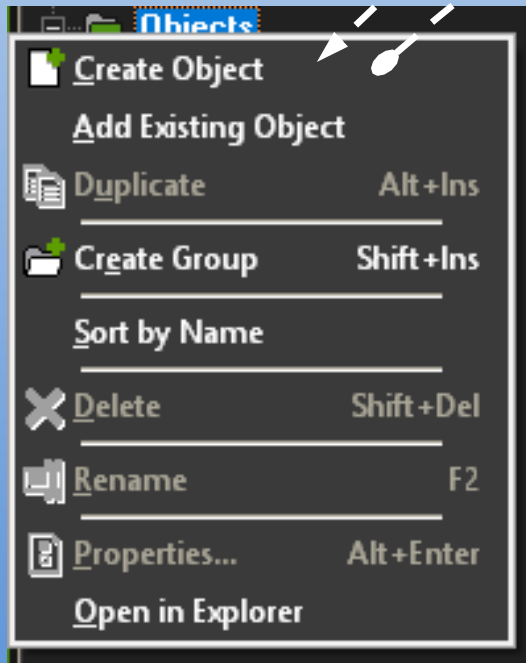 Objects
Create Object
Add Existing Object
Duplicate Alt+Ins
Create Group Shift+Ins
Sort by Name
Delete Shift+Del
Rename F2
Properties... Alt+Enter
Open in Explorer